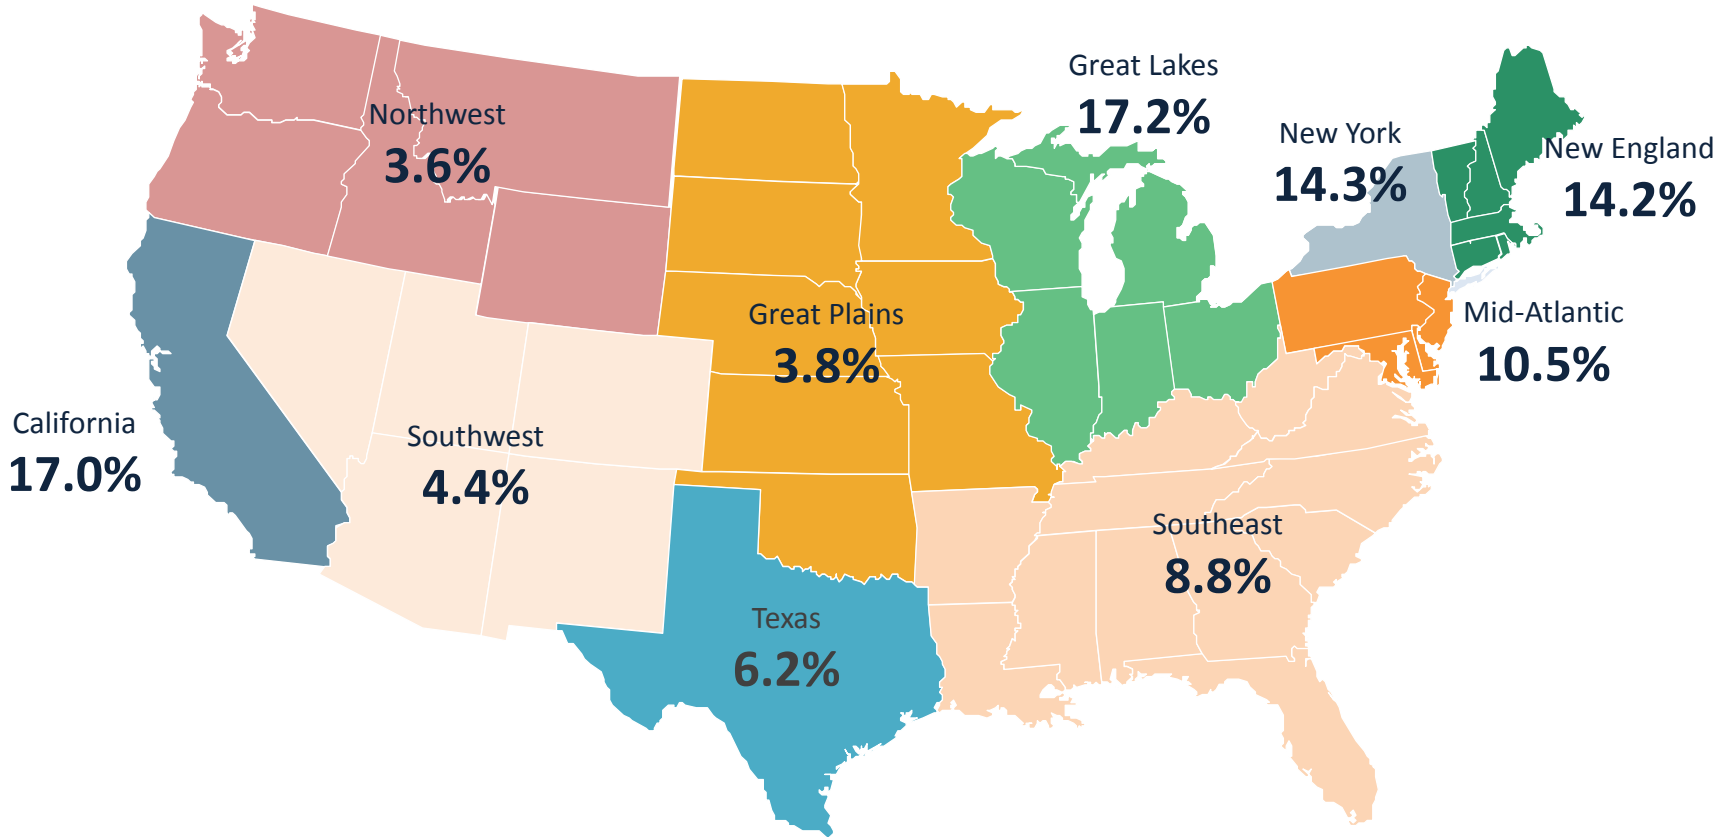 Great Lakes
17.2%
Northwest
3.6%
New York
14.3%
New England
14.2%
Great Plains
3.8%
Mid-Atlantic
10.5%
California
17.0%
Southwest
4.4%
Southeast
8.8%
Texas
6.2%